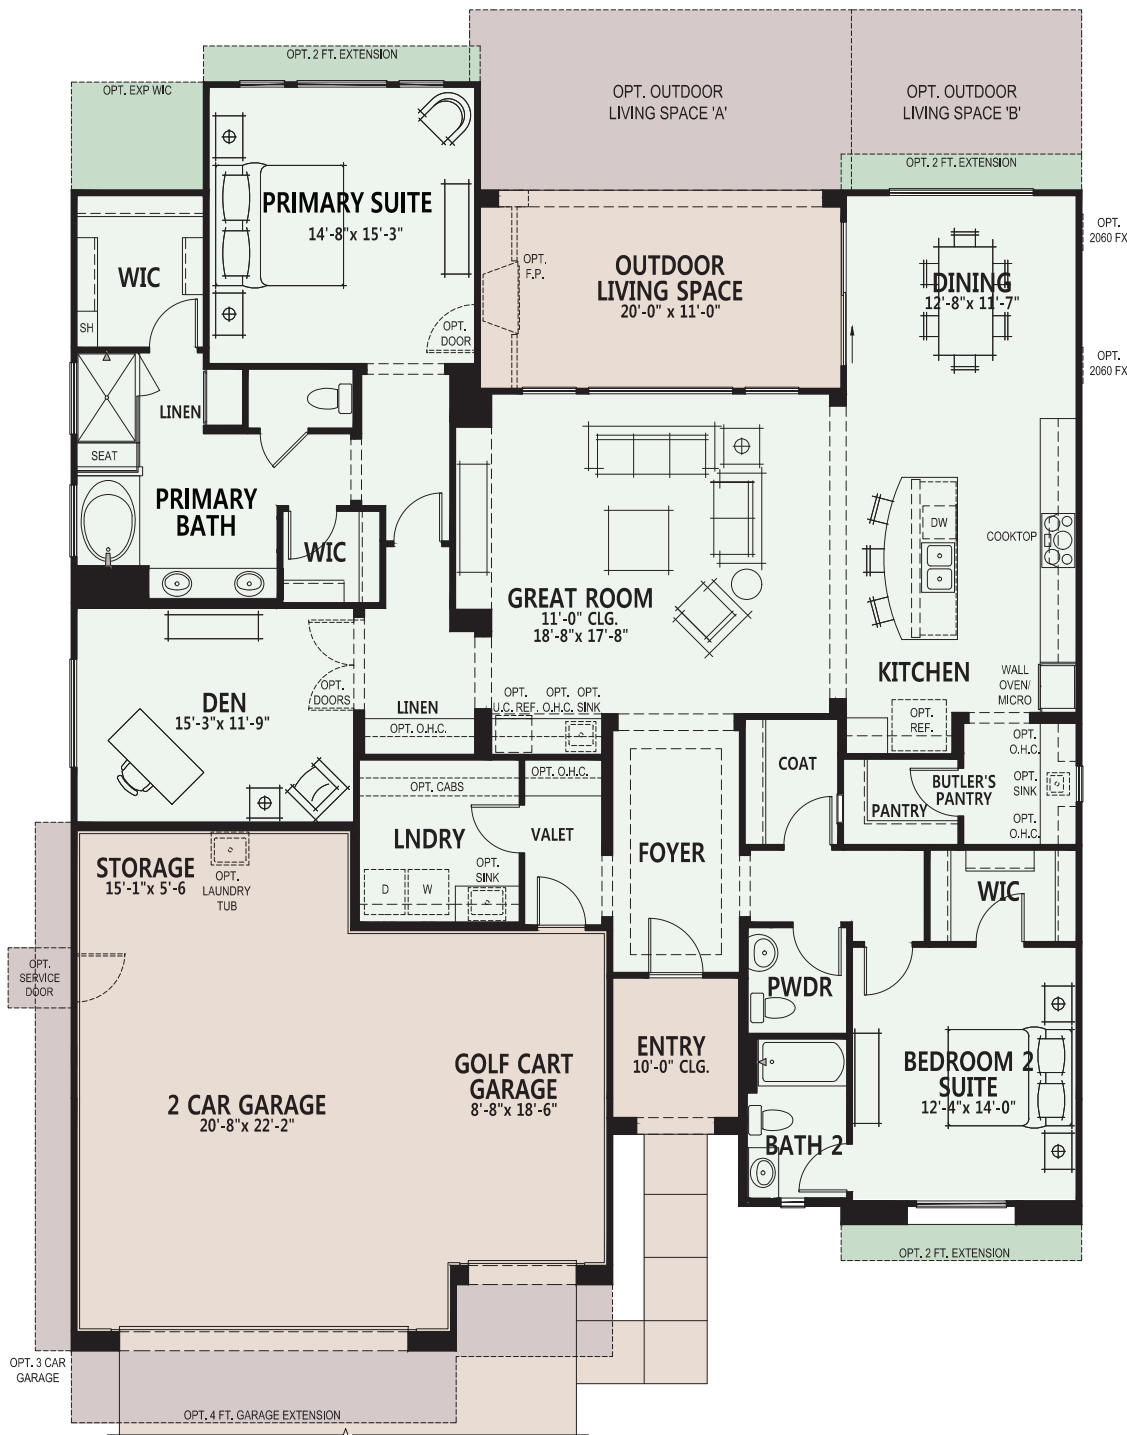 OPT. 2 FT. EXTENSION
OPT. EXP WIC
OPT. OUTDOOR
LIVING SPACE 'A'
OPT. OUTDOOR
LIVING SPACE 'B'
OPT. 2 FT. EXTENSION
PRIMARY SUITE
14'-8"x 15'-3"
WIC
SH
OPT.
DOOR
OPT.
F.P.
OUTDOOR
LIVING SPACE
20'-0" x 11'-0"
DINING
12'-8"x 11'-7"
OPT.
2060 FX
OPT.
2060 FX
LINEN
SEAT
PRIMARY
BATH
WIC
GREAT ROOM
11'-0" CLG.
18'-8"x 17'-8"
DW
COOKTOP
KITCHEN
WALL
OVEN/
MICRO
DEN
15'-3"x 11'-9"
OPT.
DOORS
LINEN
OPT. O.H.C.
OPT.
U.C. REF.
OPT.
O.H.C.
OPT.
SINK
OPT.
REF.
OPT.
O.H.C.
COAT
PANTRY
BUTLER'S
PANTRY
OPT.
SINK
OPT.
O.H.C.
OPT. CABS
OPT. O.H.C.
LNDRY
VALET
FOYER
OPT.
SINK
D
W
STORAGE
15'-1"x 5'-6
OPT.
LAUNDRY
TUB
WIC
OPT.
SERVICE
DOOR
PWDR
ENTRY
10'-0" CLG.
BEDROOM 2
SUITE
12'-4"x 14'-0"
GOLF CART
GARAGE
8'-8"x 18'-6"
2 CAR GARAGE
20'-8"x 22'-2"
BATH 2
OPT. 2 FT. EXTENSION
OPT. 3 CAR
GARAGE
OPT. 4 FT. GARAGE EXTENSION